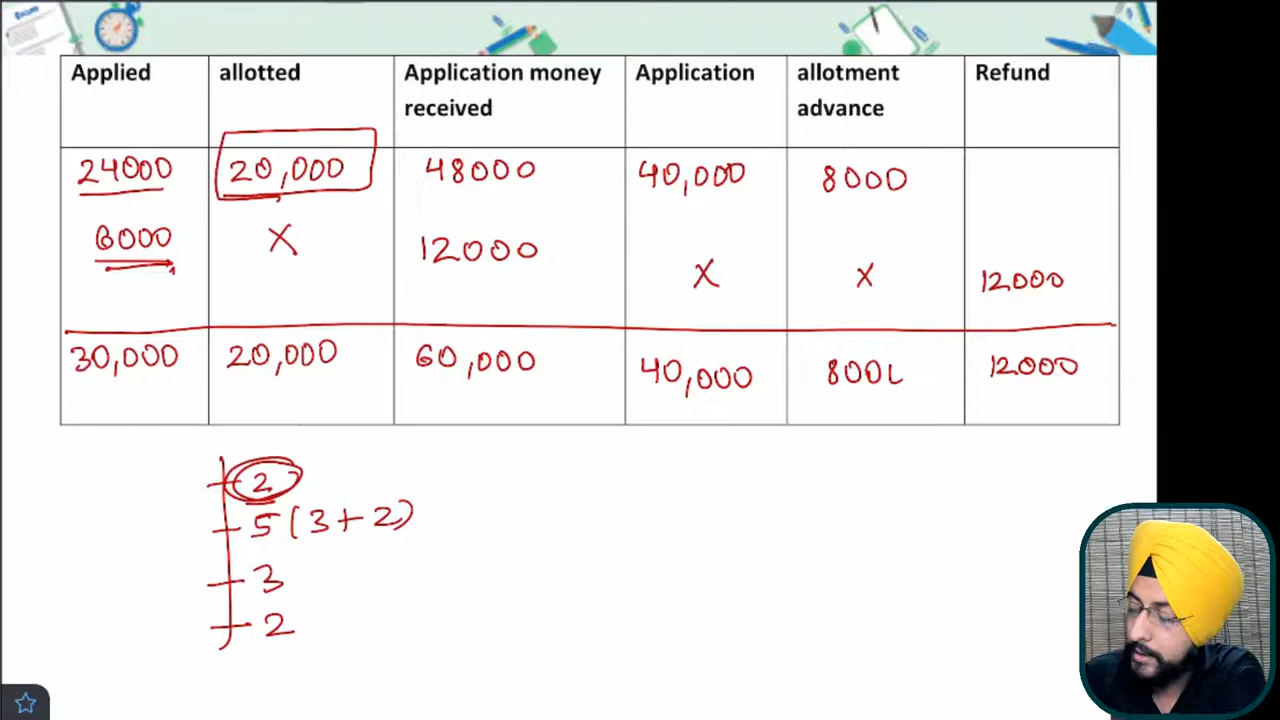 Applied allotted Application money received Application allotment advance Refund
24000 20,000 48000 40,000 8000
6000 X 12000 X X 12000
30,000 20,000 60,000 40,000 800 12000
2
5(3+2)
3
2